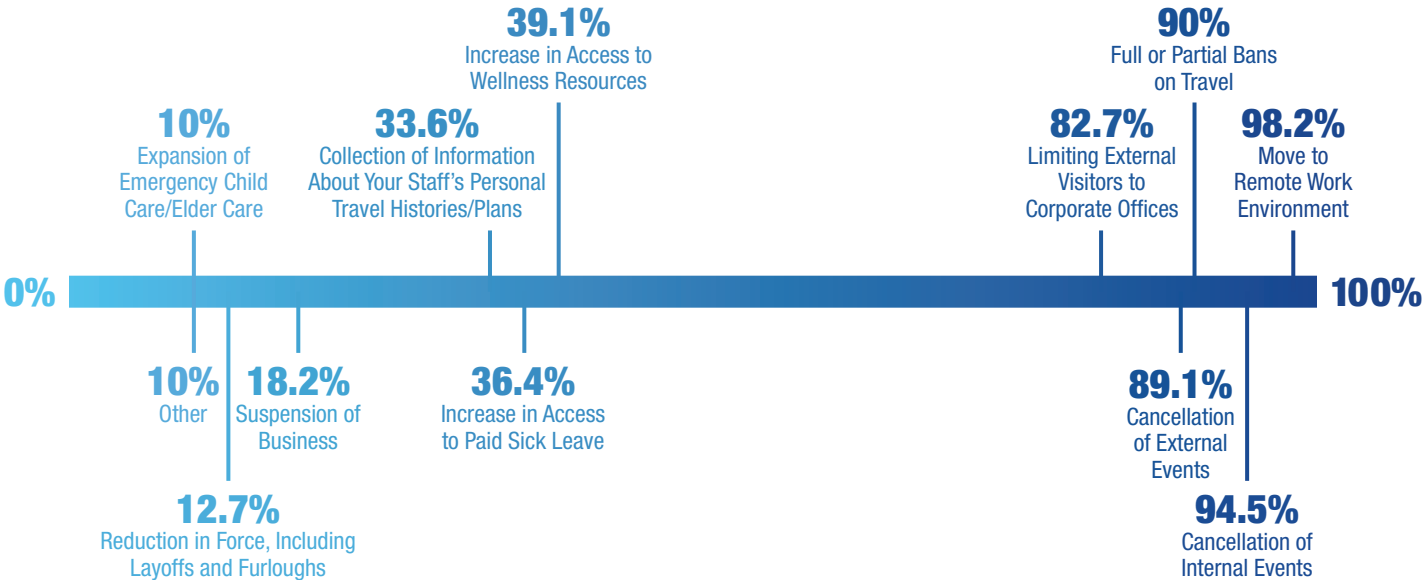 39.1%
Increase in Access to
Wellness Resources
90%
Full or Partial Bans
on Travel
10%
Expansion of
Emergency Child
Care/Elder Care
33.6%
Collection of Information
About Your Staff’s Personal
Travel Histories/Plans
82.7%
Limiting External
Visitors to
Corporate Offices
98.2%
Move to
Remote Work
Environment
0%
100%
10%
Other
18.2%
Suspension of
Business
36.4%
Increase in Access
to Paid Sick Leave
89.1%
Cancellation
of External
Events
12.7%
Reduction in Force, Including
Layoffs and Furloughs
94.5%
Cancellation of
Internal Events